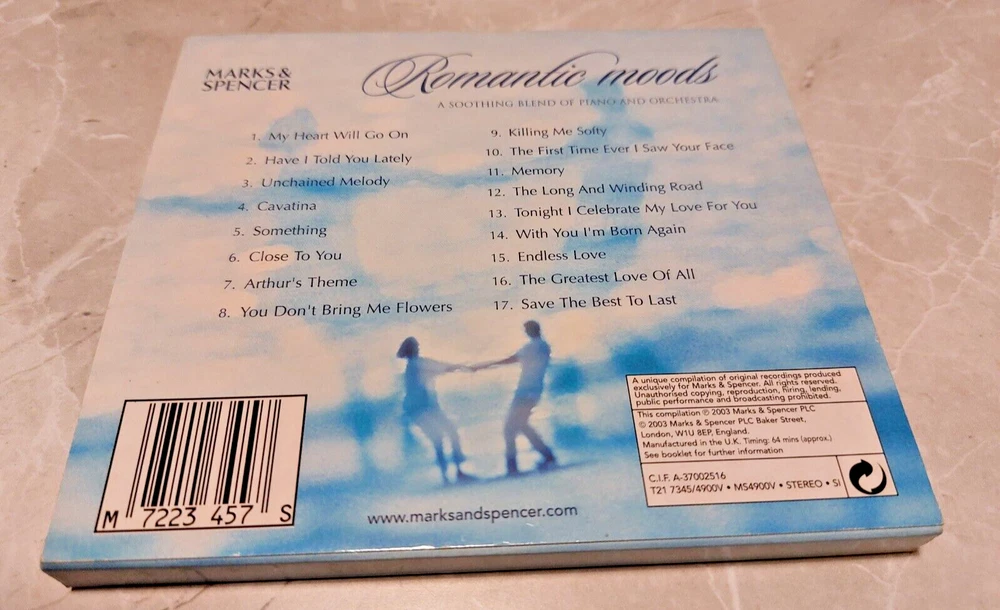 MARKS &
SPENCER
Romantic moods
A SOOTHING BLEND OF PIANO AND ORCHESTRA
1. My Heart Will Go On
2. Have I Told You Lately
3. Unchained Melody
4. Cavatina
5. Something
6. Close To You
7. Arthur's Theme
8. You Don't Bring Me Flowers
9. Killing Me Softy
10. The First Time Ever I Saw Your Face
11. Memory
12. The Long And Winding Road
13. Tonight I Celebrate My Love For You
14. With You I'm Born Again
15. Endless Love
16. The Greatest Love Of All
17. Save The Best To Last
A unique compilation of original recordings produced
exclusively for Marks & Spencer. All rights reserved.
Unauthorised copying, reproduction, hiring, lending,
public performance and broadcasting prohibited.
This compilation ℗ 2003 Marks & Spencer PLC
© 2003 Marks & Spencer PLC Baker Street,
London, W1U 8EP, England.
Manufactured in the U.K. Timing: 64 mins (approx.)
See booklet for further information
C.I.F. A-37002516
T21 7345/4900V • MS4900V • STEREO • SI
M 7223 457 S
www.marksandspencer.com